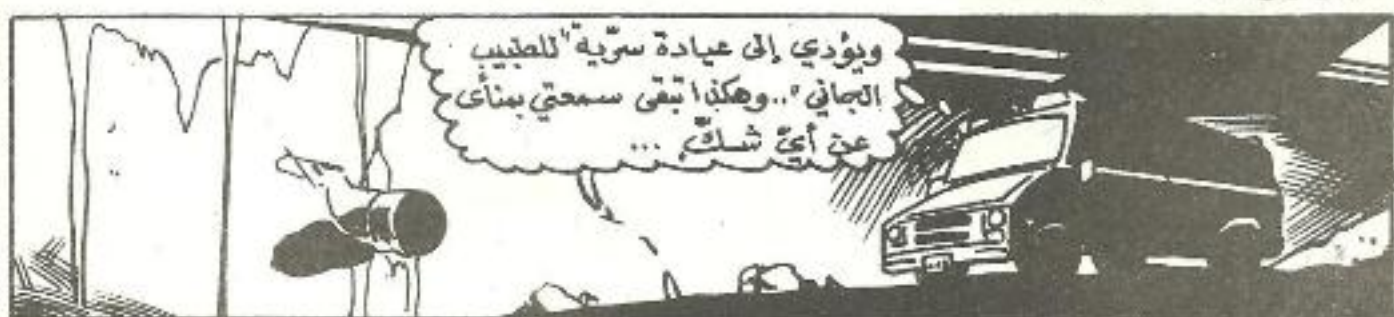 ويؤدي إلى عيادة سرّية "للطبيب
الجاني"..وهكذا تبقى سمعتي بمنأى
عن أيّ شكّ ...